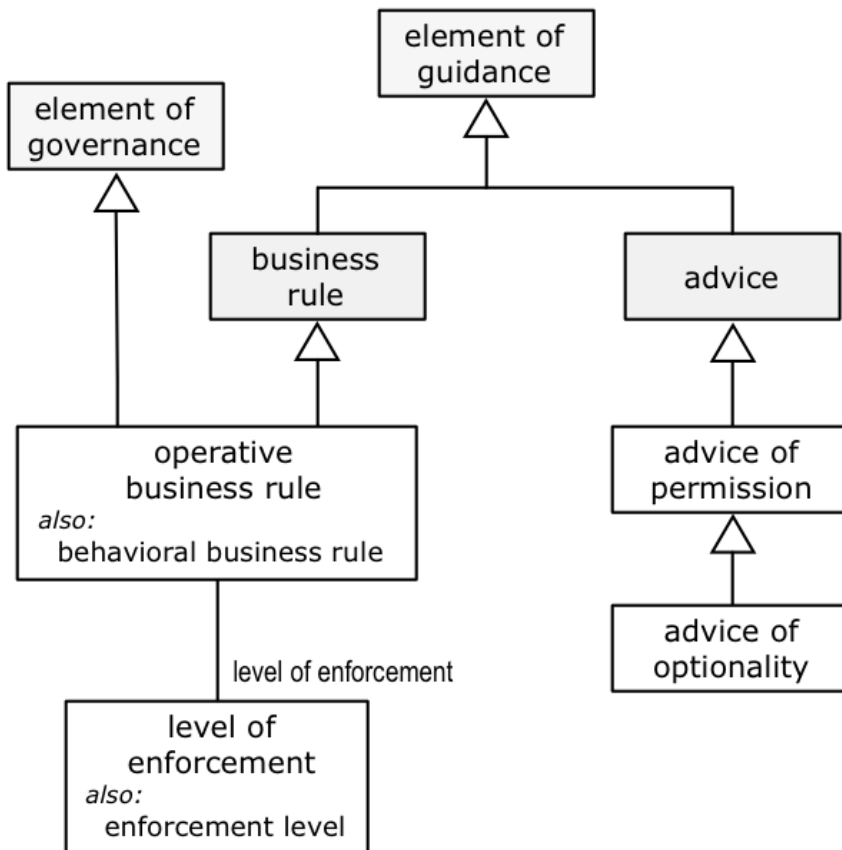 element of
guidance
element of
governance
business
rule
advice
operative
business rule
also:
behavioral business rule
advice of
permission
advice of
optionality
level of enforcement
level of
enforcement
also:
enforcement level